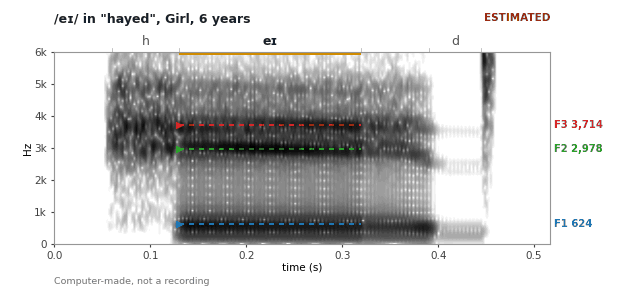 /eɪ/ in "hayed", Girl, 6 years
ESTIMATED
h eɪ d
6k
5k
4k
3k
2k
1k
0
Hz
F3 3,714
F2 2,978
F1 624
0.0 0.1 0.2 0.3 0.4 0.5
time (s)
Computer-made, not a recording